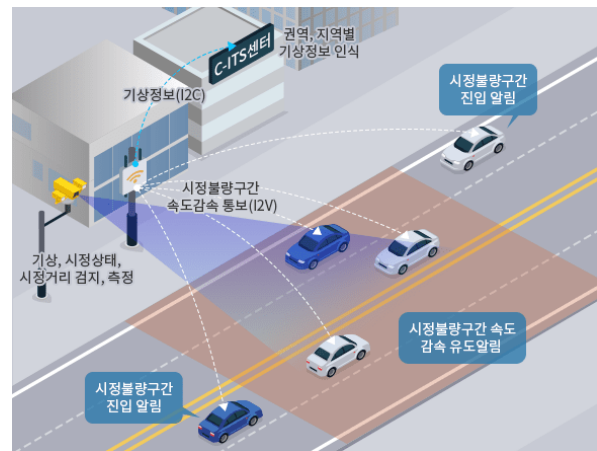 C-ITS센터
권역, 지역별
기상정보 인식
기상정보(I2C)
시정불량구간
진입 알림
시정불량구간
속도감속 통보(I2V)
기상, 시정상태,
시정거리 검지, 측정
시정불량구간 속도
감속 유도알림
시정불량구간
진입 알림